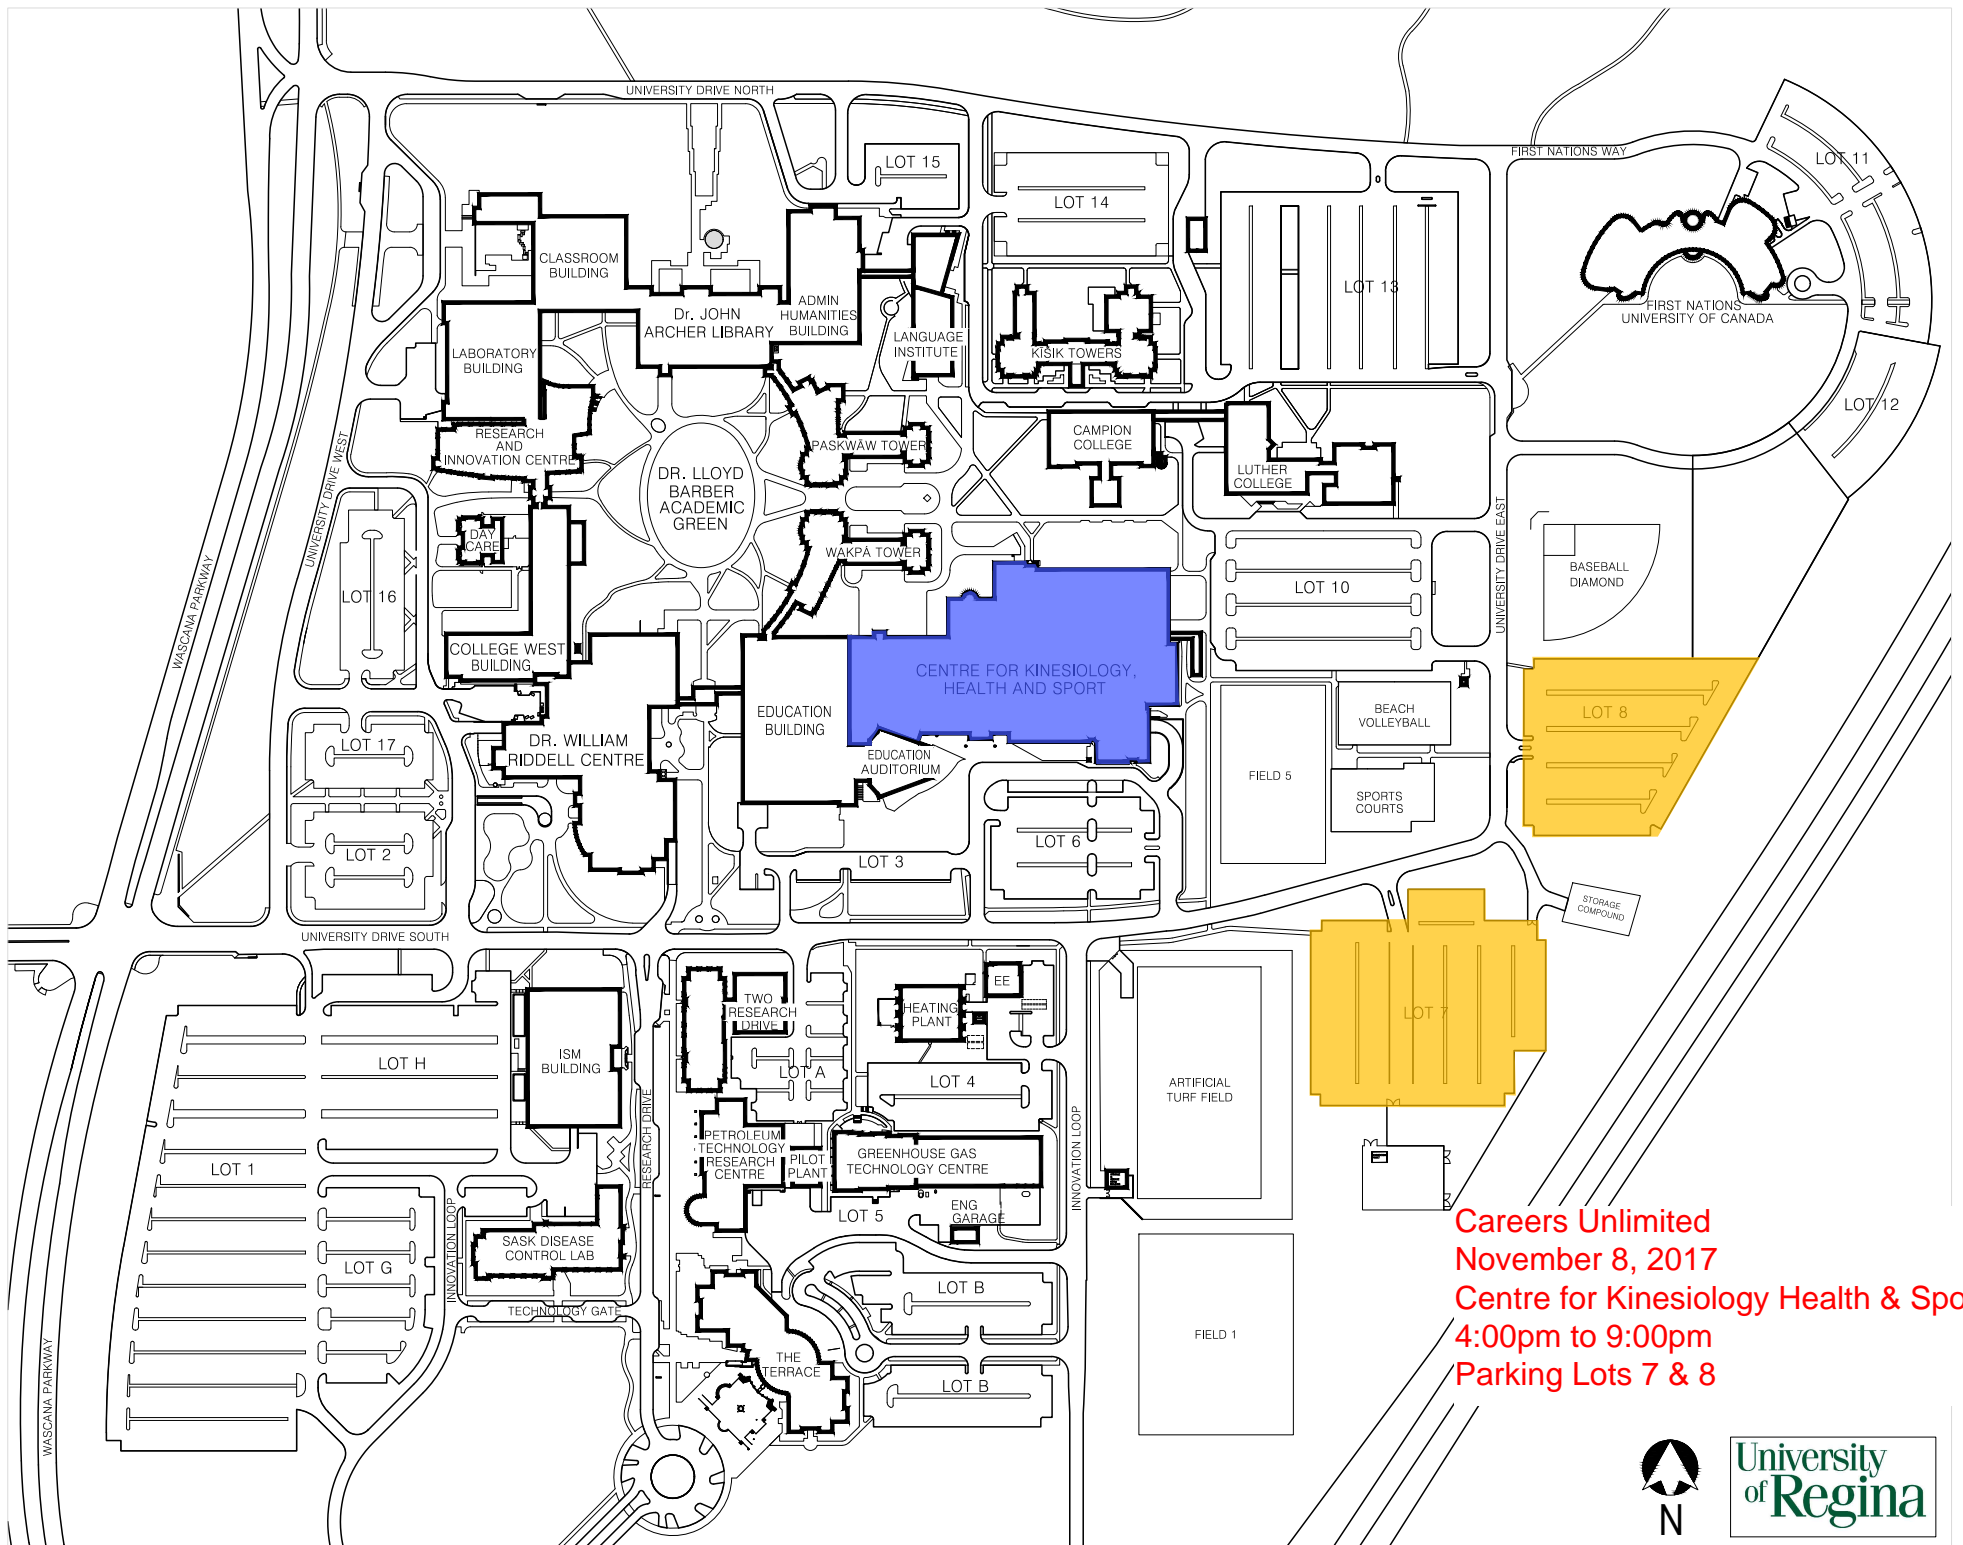 UNIVERSITY DRIVE NORTH
FIRST NATIONS WAY
LOT 11
LOT 15
LOT 14
CLASSROOM
BUILDING
LOT 13
Dr. JOHN
ARCHER LIBRARY
ADMIN
HUMANITIES
BUILDING
FIRST NATIONS
UNIVERSITY OF CANADA
LANGUAGE
INSTITUTE
KĪSIK TOWERS
LABORATORY
BUILDING
LOT 12
RESEARCH
AND
INNOVATION CENTRE
PASKWĀW TOWER
CAMPION
COLLEGE
LUTHER
COLLEGE
DR. LLOYD
BARBER
ACADEMIC
GREEN
UNIVERSITY DRIVE WEST
UNIVERSITY DRIVE EAST
DAY
CARE
WAKPĀ TOWER
BASEBALL
DIAMOND
LOT 16
LOT 10
WASCANA PARKWAY
COLLEGE WEST
BUILDING
CENTRE FOR KINESIOLOGY,
HEALTH AND SPORT
EDUCATION
BUILDING
BEACH
VOLLEYBALL
LOT 8
LOT 17
DR. WILLIAM
RIDDELL CENTRE
EDUCATION
AUDITORIUM
FIELD 5
SPORTS
COURTS
LOT 2
LOT 3
LOT 6
STORAGE
COMPOUND
UNIVERSITY DRIVE SOUTH
TWO
RESEARCH
DRIVE
HEATING
PLANT
EE
LOT 7
ISM
BUILDING
LOT H
LOT A
LOT 4
ARTIFICIAL
TURF FIELD
RESEARCH DRIVE
INNOVATION LOOP
PETROLEUM
TECHNOLOGY
RESEARCH
CENTRE
PILOT
PLANT
GREENHOUSE GAS
TECHNOLOGY CENTRE
LOT 1
LOT 5
ENG
GARAGE
INNOVATION LOOP
SASK DISEASE
CONTROL LAB
LOT G
TECHNOLOGY GATE
LOT B
FIELD 1
THE
TERRACE
LOT B
WASCANA PARKWAY
Careers Unlimited
November 8, 2017
Centre for Kinesiology Health & Spo
4:00pm to 9:00pm
Parking Lots 7 & 8
N
University
of Regina